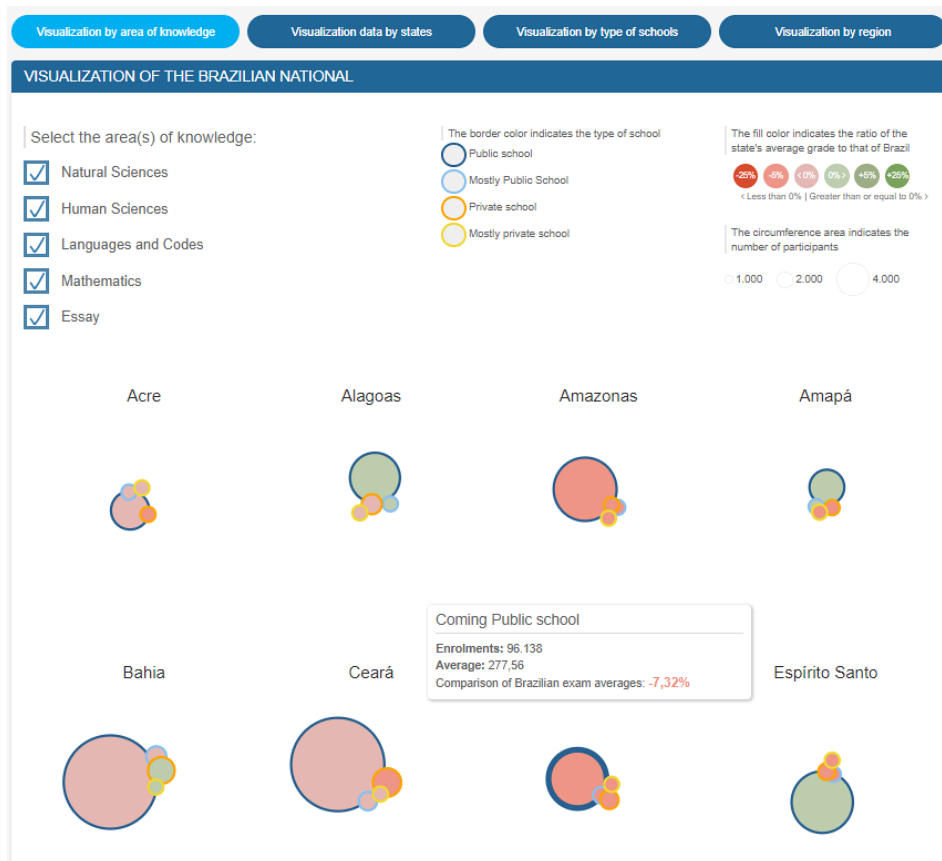 Visualization by area of knowledge
Visualization data by states
Visualization by type of schools
Visualization by region
VISUALIZATION OF THE BRAZILIAN NATIONAL
Select the area(s) of knowledge:
Natural Sciences
Human Sciences
Languages and Codes
Mathematics
Essay
The border color indicates the type of school
Public school
Mostly Public School
Private school
Mostly private school
The fill color indicates the ratio of the
state's average grade to that of Brazil
-25% -5% <0% 0%> +5% +25%
< Less than 0% | Greater than or equal to 0% >
The circumference area indicates the
number of participants
1.000 2.000 4.000
Acre
Alagoas
Amazonas
Amapá
Bahia
Ceará
Coming Public school
Enrolments: 96.138
Average: 277,56
Comparison of Brazilian exam averages: -7,32%
Espírito Santo